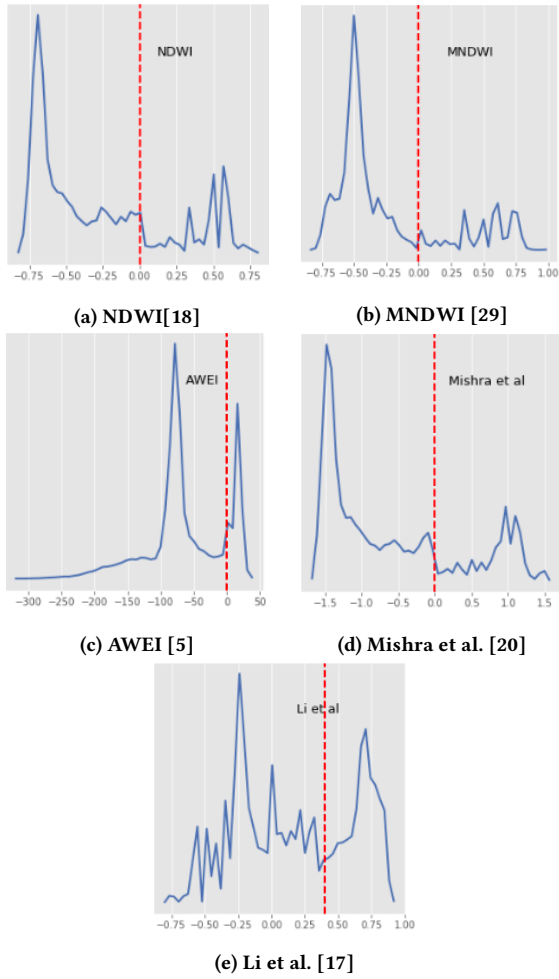 NDWI
−0.75 −0.50 −0.25 0.00 0.25 0.50 0.75
(a) NDWI[18]
MNDWI
−0.75 −0.50 −0.25 0.00 0.25 0.50 0.75 1.00
(b) MNDWI [29]
AWEI
−300 −250 −200 −150 −100 −50 0 50
(c) AWEI [5]
Mishra et al
−1.5 −1.0 −0.5 0.0 0.5 1.0 1.5
(d) Mishra et al. [20]
Li et al
−0.75 −0.50 −0.25 0.00 0.25 0.50 0.75 1.00
(e) Li et al. [17]